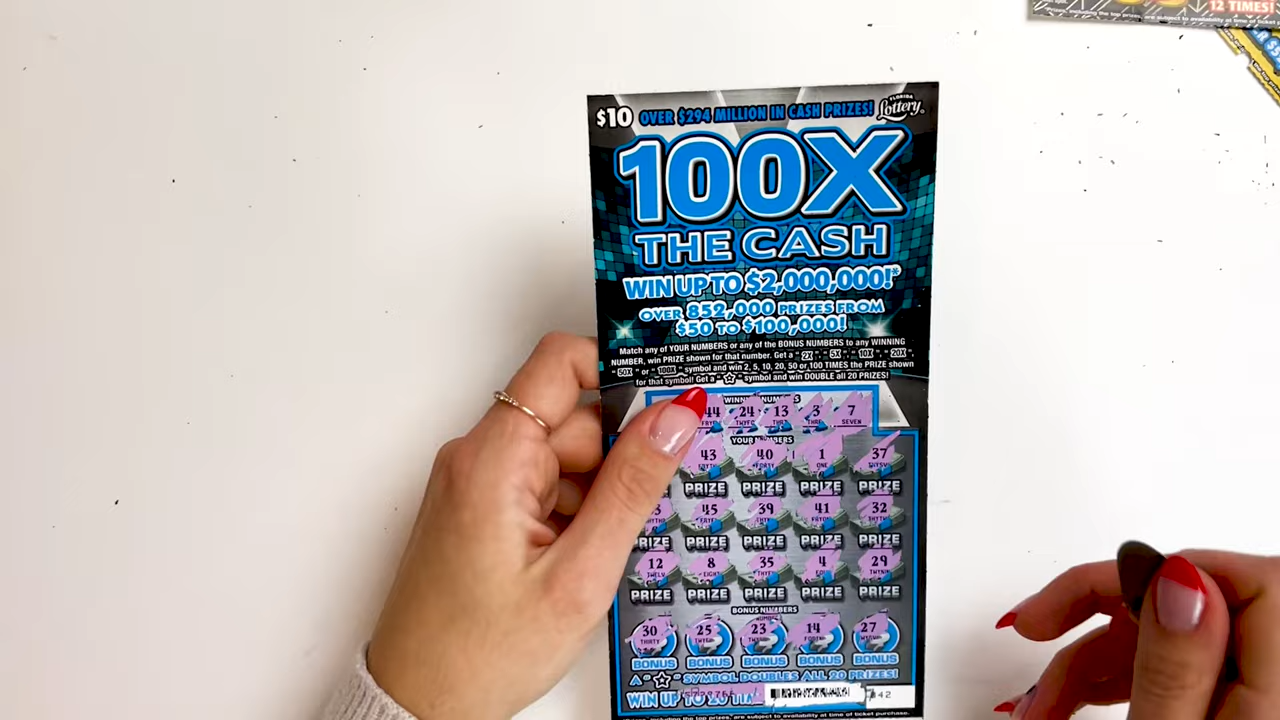 12 TIMES!
$10 OVER $294 MILLION IN CASH PRIZES! FLORIDA Lottery
100X
THE CASH
WIN UP TO $2,000,000!*
OVER 852,000 PRIZES FROM
$50 TO $100,000!
Match any of YOUR NUMBERS or any of the BONUS NUMBERS to any WINNING
NUMBER, win PRIZE shown for that number. Get a "2X", "5X", "10X", "20X",
"50X" or "100X" symbol and win 2, 5, 10, 20, 50 or 100 TIMES the PRIZE shown
for that symbol! Get a "☆" symbol and win DOUBLE all 20 PRIZES!
44 24 13 3 7
SEVEN
YOUR NUMBERS
43 40 1 37
FORTY ONE
PRIZE PRIZE PRIZE PRIZE
45 39 41 32
PRIZE PRIZE PRIZE PRIZE PRIZE
12 8 35 4 29
TWELV
PRIZE PRIZE PRIZE PRIZE PRIZE
BONUS NUMBERS
30 25 23 14 27
THIRTY
BONUS BONUS BONUS BONUS BONUS
A "☆" SYMBOL DOUBLES ALL 20 PRIZES!
WIN UP TO 20